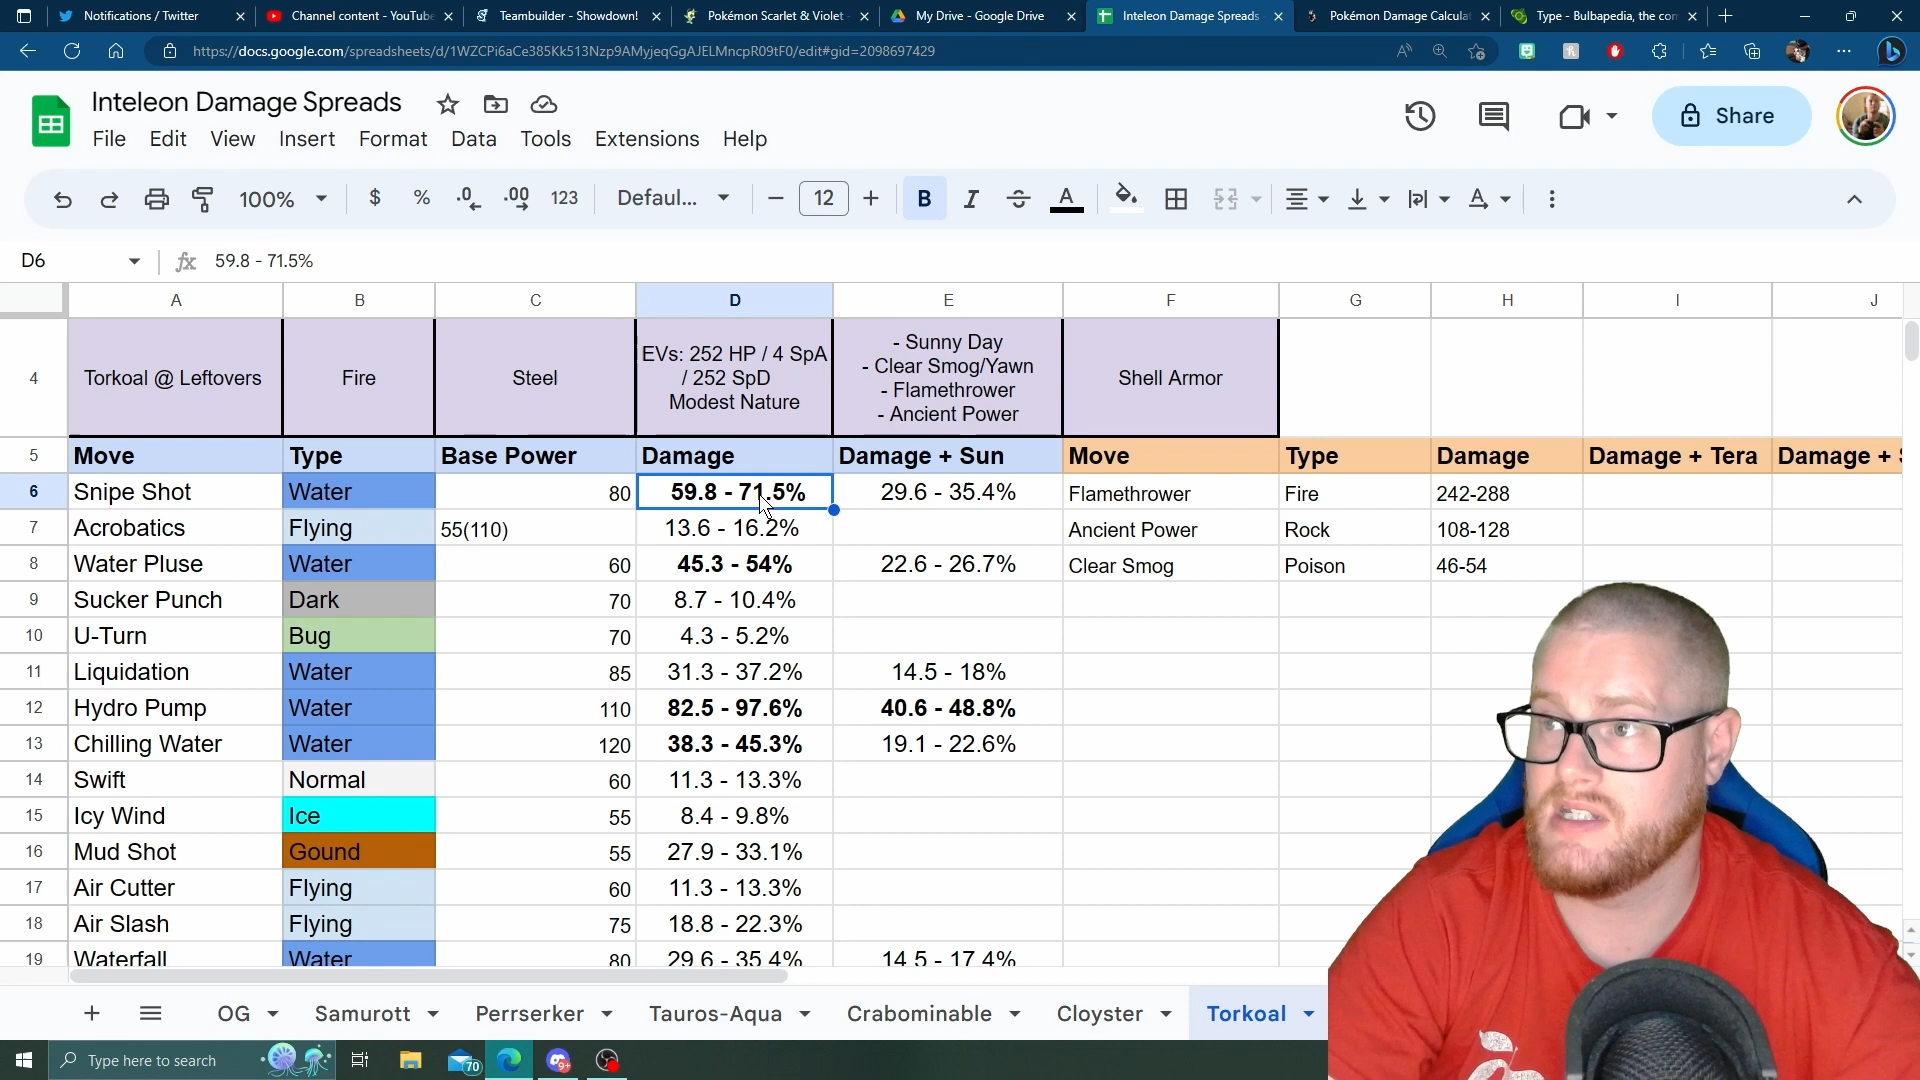 Notifications / Twitter
Channel content - YouTube
Teambuilder - Showdown!
Pokémon Scarlet & Violet -
My Drive - Google Drive
Inteleon Damage Spreads -
Pokémon Damage Calcula
Type - Bulbapedia, the con
https://docs.google.com/spreadsheets/d/1WZCPi6aCe385Kk513Nzp9AMyjeqGgAJELMncpR09tF0/edit#gid=2098697429
Inteleon Damage Spreads
File Edit View Insert Format Data Tools Extensions Help
Share
100% $ % .0 .00 123 Defaul... 12 B I A A
D6 fx 59.8 - 71.5%
A B C D E F G H I J
4 Torkoal @ Leftovers Fire Steel
EVs: 252 HP / 4 SpA
/ 252 SpD
Modest Nature
- Sunny Day
- Clear Smog/Yawn
- Flamethrower
- Ancient Power
Shell Armor
5 Move Type Base Power Damage Damage + Sun Move Type Damage Damage + Tera Damage +
6 Snipe Shot Water 80 59.8 - 71.5% 29.6 - 35.4% Flamethrower Fire 242-288
7 Acrobatics Flying 55(110) 13.6 - 16.2% Ancient Power Rock 108-128
8 Water Pluse Water 60 45.3 - 54% 22.6 - 26.7% Clear Smog Poison 46-54
9 Sucker Punch Dark 70 8.7 - 10.4%
10 U-Turn Bug 70 4.3 - 5.2%
11 Liquidation Water 85 31.3 - 37.2% 14.5 - 18%
12 Hydro Pump Water 110 82.5 - 97.6% 40.6 - 48.8%
13 Chilling Water Water 120 38.3 - 45.3% 19.1 - 22.6%
14 Swift Normal 60 11.3 - 13.3%
15 Icy Wind Ice 55 8.4 - 9.8%
16 Mud Shot Gound 55 27.9 - 33.1%
17 Air Cutter Flying 60 11.3 - 13.3%
18 Air Slash Flying 75 18.8 - 22.3%
19 Waterfall Water 80 29.6 - 35.4% 14.5 - 17.4%
OG Samurott Perrserker Tauros-Aqua Crabominable Cloyster Torkoal
Type here to search
70
9+